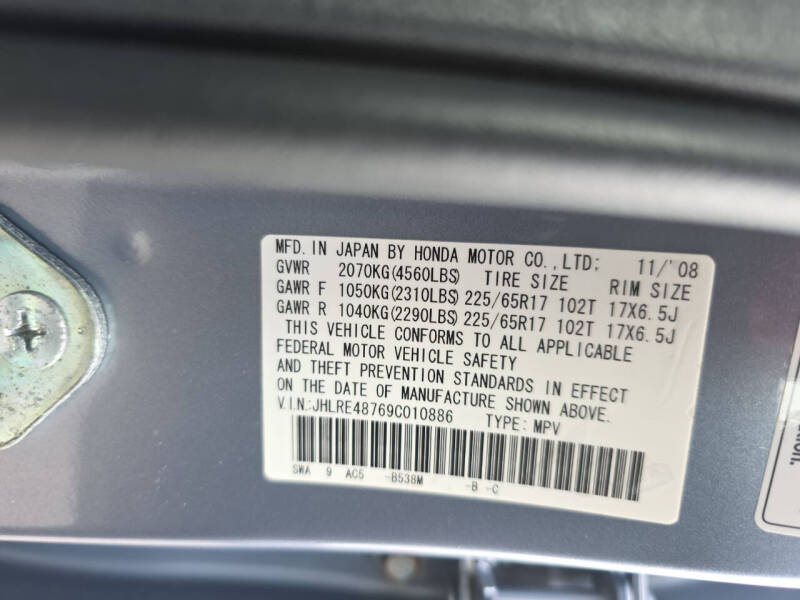 MFD. IN JAPAN BY HONDA MOTOR CO., LTD; 11/'08
GVWR 2070KG(4560LBS) TIRE SIZE RIM SIZE
GAWR F 1050KG(2310LBS) 225/65R17 102T 17X6.5J
GAWR R 1040KG(2290LBS) 225/65R17 102T 17X6.5J
THIS VEHICLE CONFORMS TO ALL APPLICABLE
FEDERAL MOTOR VEHICLE SAFETY
AND THEFT PREVENTION STANDARDS IN EFFECT
ON THE DATE OF MANUFACTURE SHOWN ABOVE.
V.I.N.:JHLRE48769C010886 TYPE: MPV
SWA 9 AC5 -B538M -B -C